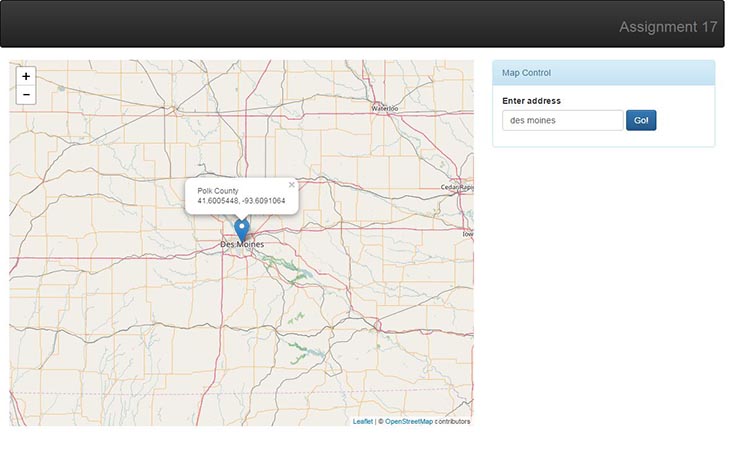 Assignment 17
+
−
Waterloo
Cedar Rapi
Polk County
41.6005448, -93.6091064
×
Iow
Des Moines
Leaflet | © OpenStreetMap contributors
Map Control
Enter address
des moines
Go!